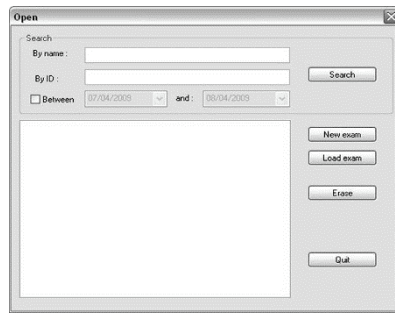 Open
Search
By name :
By ID :
Search
Between 07/04/2009 and : 08/04/2009
New exam
Load exam
Erase
Quit